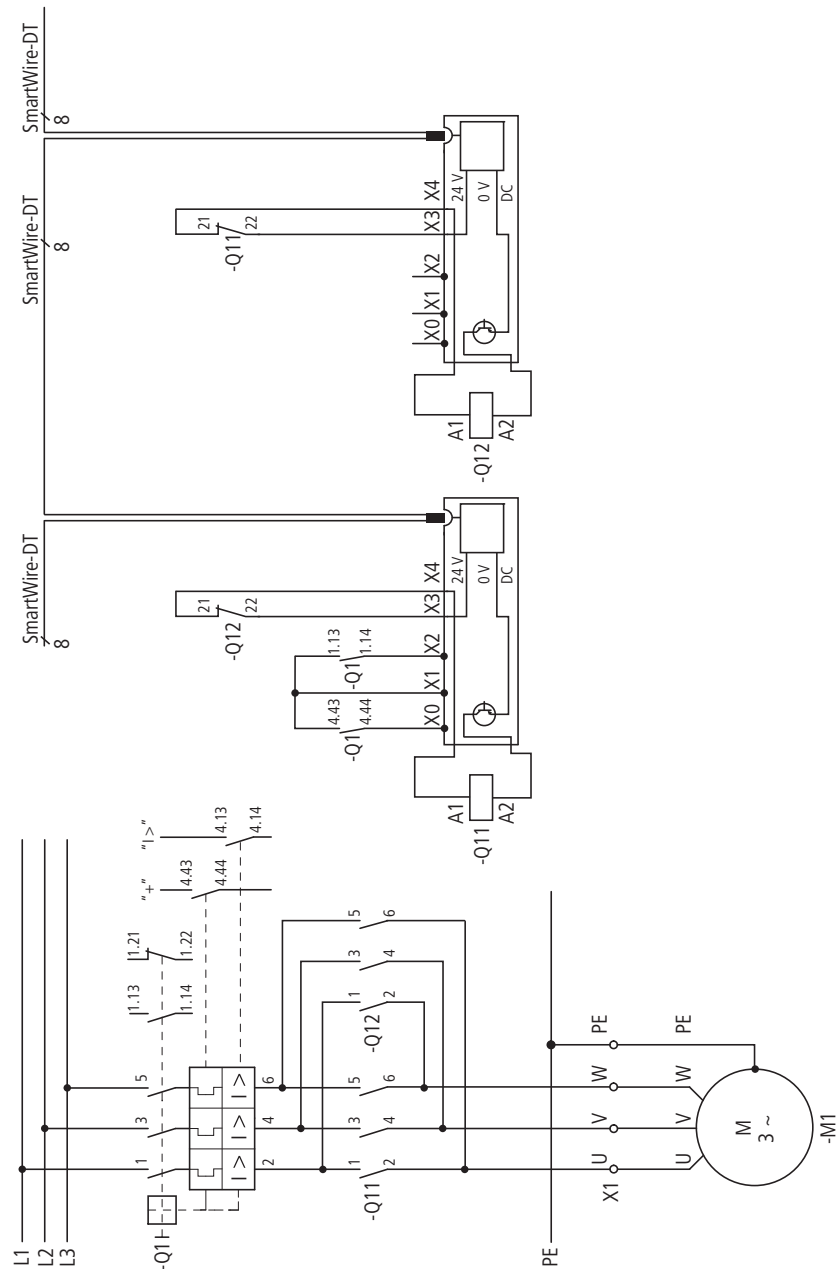 SmartWire-DT
8
SmartWire-DT
8
SmartWire-DT
8
-Q11
21
22
X0
X1
X2
X3
X4
24 V
0 V
DC
A1
A2
-Q12
-Q12
21
22
-Q1
4.43
4.44
-Q1
1.13
1.14
X0
X1
X2
X3
X4
24 V
0 V
DC
A1
A2
-Q11
L1
L2
L3
-Q1
1
3
5
1.13
1.14
1.21
1.22
"+"
4.43
4.44
"I>"
4.13
4.14
I>
I>
I>
2
4
6
-Q11
1
2
3
4
5
6
-Q12
1
2
3
4
5
6
PE
X1
U
V
W
PE
U
V
W
PE
M
3 ~
-M1